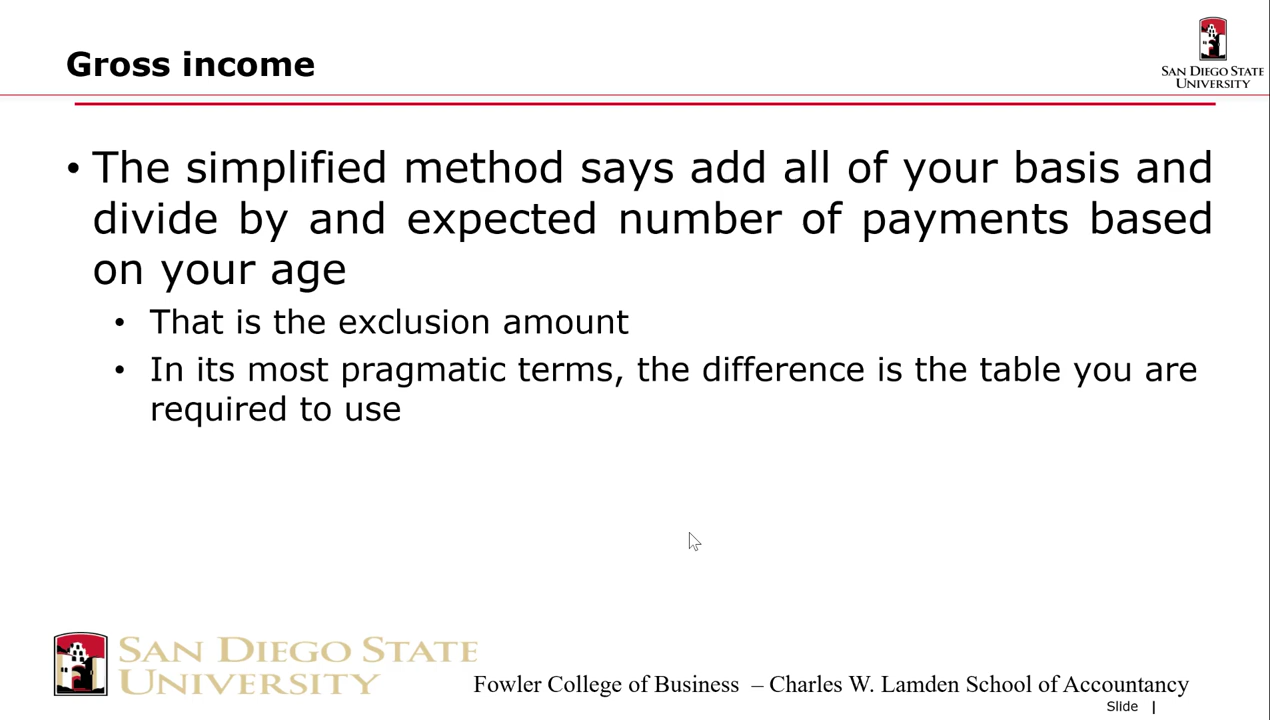 Gross income
SAN DIEGO STATE
UNIVERSITY
• The simplified method says add all of your basis and
divide by and expected number of payments based
on your age
• That is the exclusion amount
• In its most pragmatic terms, the difference is the table you are
required to use
SAN DIEGO STATE
UNIVERSITY
Fowler College of Business – Charles W. Lamden School of Accountancy
Slide